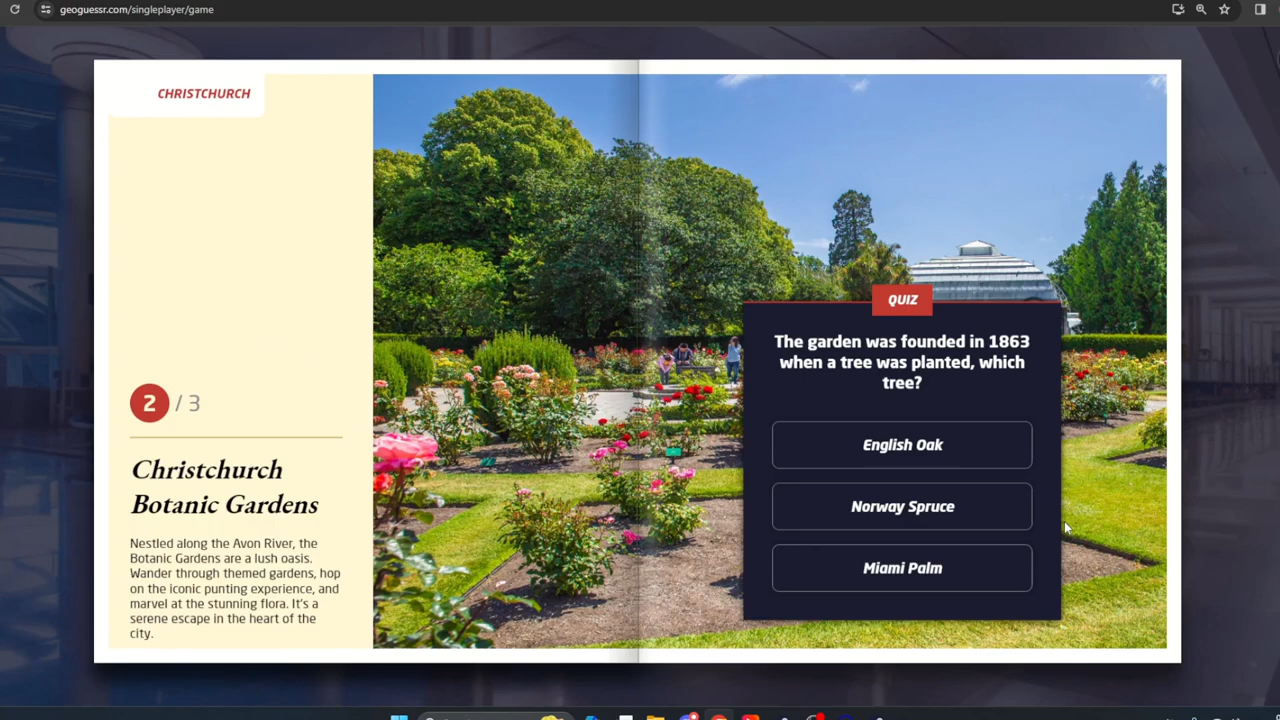 geoguessr.com/singleplayer/game
CHRISTCHURCH
2 / 3
Christchurch
Botanic Gardens
Nestled along the Avon River, the
Botanic Gardens are a lush oasis.
Wander through themed gardens, hop
on the iconic punting experience, and
marvel at the stunning flora. It's a
serene escape in the heart of the
city.
QUIZ
The garden was founded in 1863
when a tree was planted, which
tree?
English Oak
Norway Spruce
Miami Palm